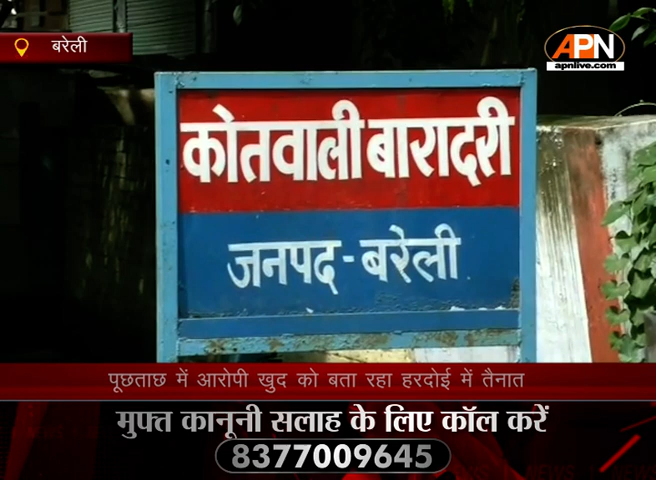 बरेली
APN
apnlive.com
कोतवाली बारादरी
जनपद-बरेली
पूछताछ में आरोपी खुद को बता रहा हरदोई में तैनात
मुफ्त कानूनी सलाह के लिए कॉल करें
8377009645